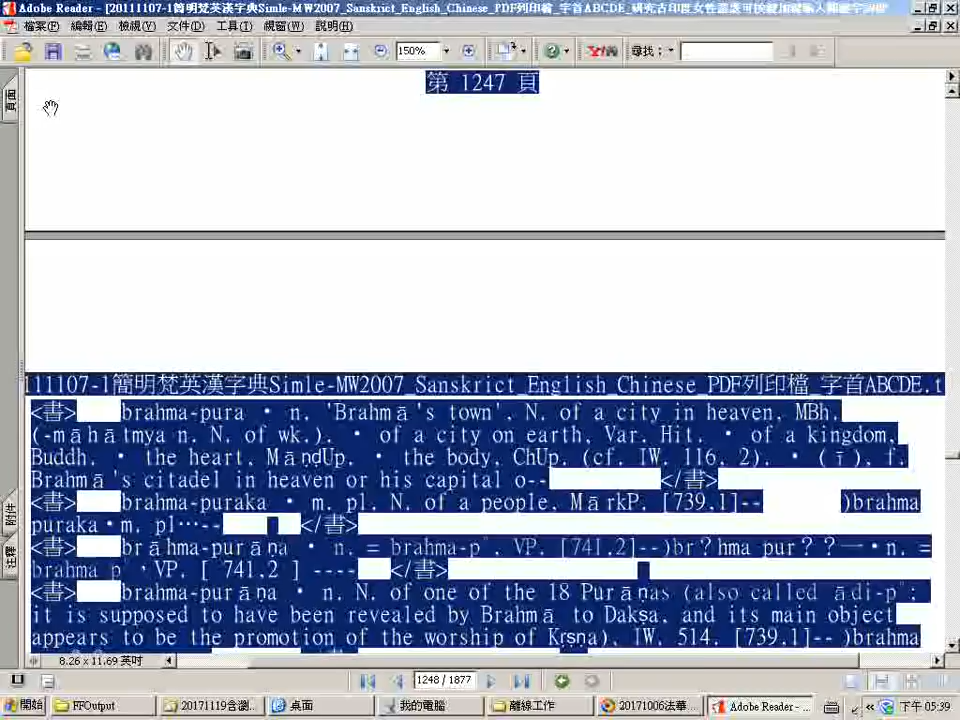 Adobe Reader - [20111107-1簡明梵英漢字典Simle-MW2007_Sanskrict_English_Chinese_PDF列印檔_字首ABCDE_研究古印度女性
檔案(F) 編輯(E) 檢視(V) 文件(D) 工具(T) 視窗(W) 說明(H)
150% Y! 尋找:
頁面
第 1247 頁
111107-1簡明梵英漢字典Simle-MW2007_Sanskrict_English_Chinese_PDF列印檔_字首ABCDE.t
<書> brahma-pura • n. 'Brahmā's town'. N. of a city in heaven, MBh.
(-māhātmya n. N. of wk.). • of a city on earth, Var. Hit. • of a kingdom,
Buddh. • the heart, MāṇḍUp. • the body, ChUp. (cf. IW. 116. 2). • (ī), f.
Brahmā's citadel in heaven or his capital o-- </書>
<書> brahma-puraka • m. pl. N. of a people, MārkP. [739.1]-- )brahma
puraka•m. pl…-- </書>
<書> brāhma-purāṇa • n. = brahma-p°, VP. [741.2]--)br?hma pur??一•n. =
brahma p°,VP. [ 741.2 ] ---- </書>
<書> brahma-purāṇa • n. N. of one of the 18 Purāṇas (also called ādi-p°;
it is supposed to have been revealed by Brahmā to Dakṣa, and its main object
appears to be the promotion of the worship of Kṛṣṇa), IW. 514. [739.1]-- )brahma
附件
注釋
8.26 x 11.69 英吋
1248 / 1877
開始 FFOutput 20171119含瀏... 桌面 我的電腦 離線工作 20171006法華... Adobe Reader - [... 下午 05:39